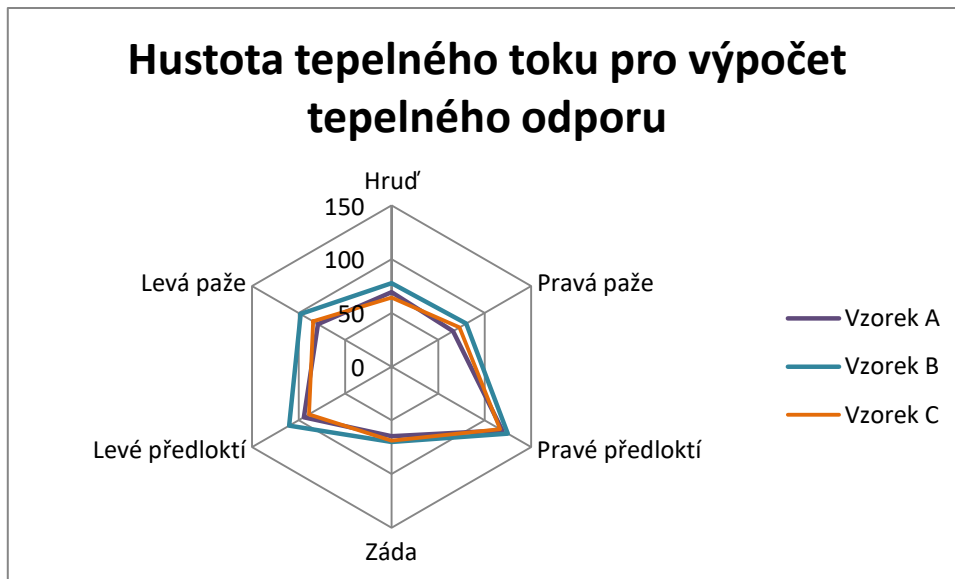 Hustota tepelného toku pro výpočet
tepelného odporu
Hruď
150
100
50
0
Levá paže
Pravá paže
Levé předloktí
Pravé předloktí
Záda
Vzorek A
Vzorek B
Vzorek C